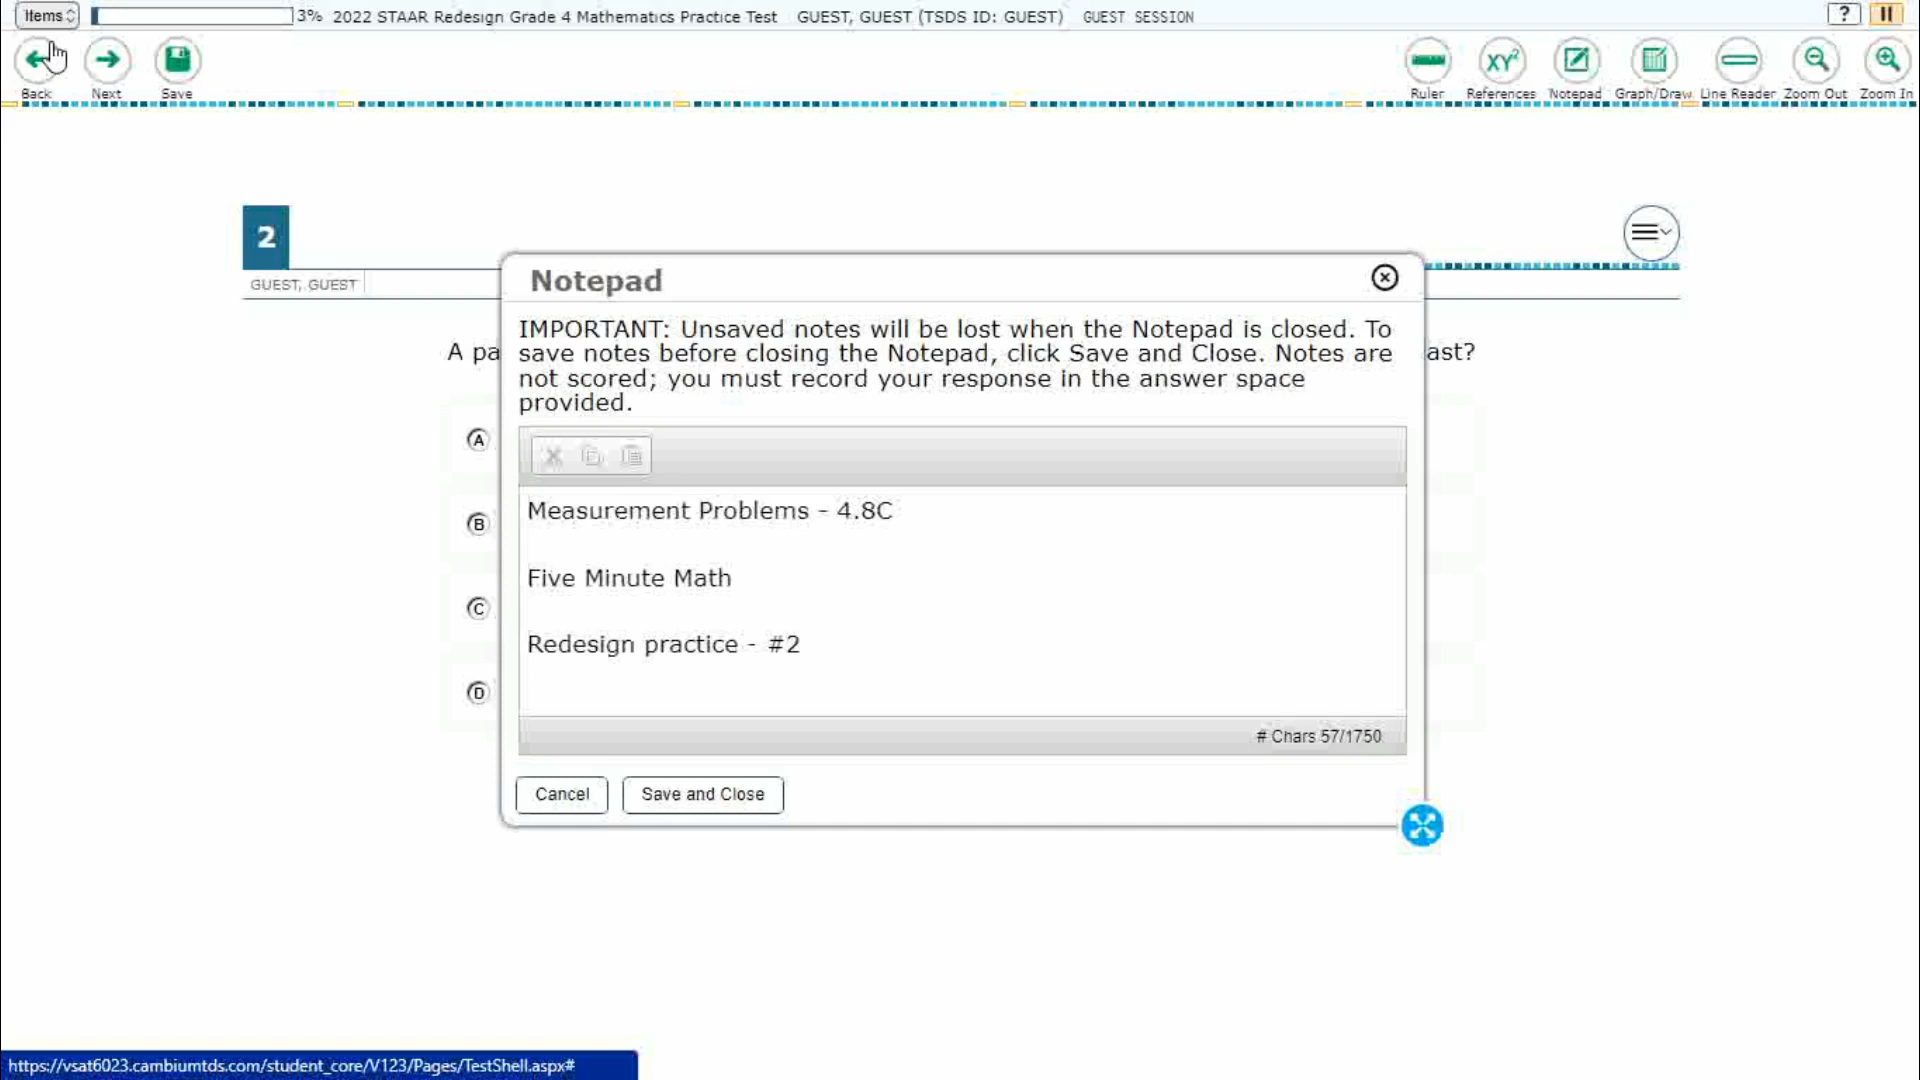 Items 3% 2022 STAAR Redesign Grade 4 Mathematics Practice Test GUEST, GUEST (TSDS ID: GUEST) GUEST SESSION ?
Back Next Save Ruler References Notepad Graph/Draw Line Reader Zoom Out Zoom In
XY²
2
GUEST, GUEST
Notepad
IMPORTANT: Unsaved notes will be lost when the Notepad is closed. To
save notes before closing the Notepad, click Save and Close. Notes are
not scored; you must record your response in the answer space
provided.
A pa
ast?
A
B
C
D
Measurement Problems - 4.8C
Five Minute Math
Redesign practice - #2
# Chars 57/1750
Cancel Save and Close
https://vsat6023.cambiumtds.com/student_core/V123/Pages/TestShell.aspx#